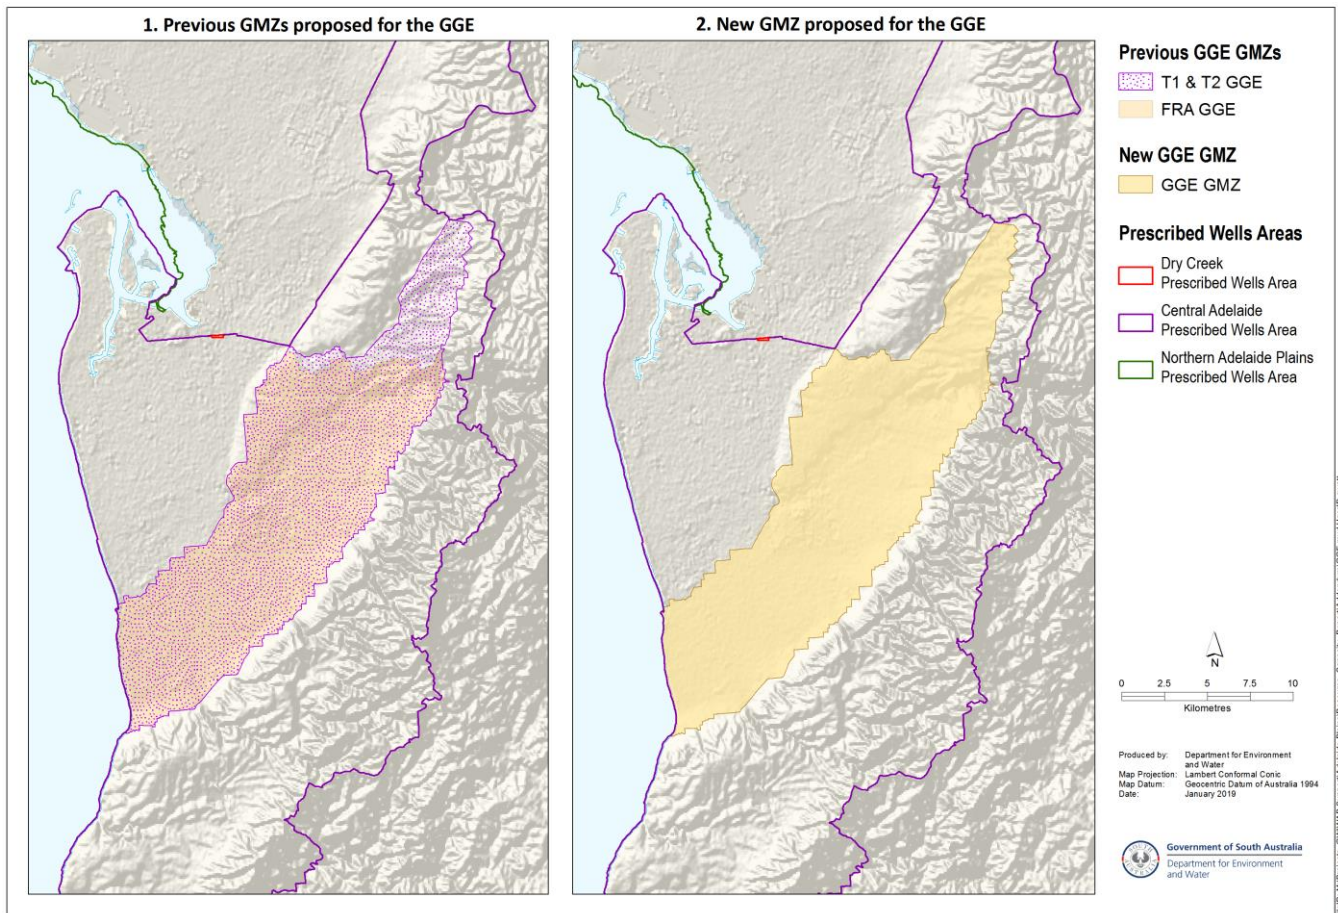 1. Previous GMZs proposed for the GGE
2. New GMZ proposed for the GGE
Previous GGE GMZs
T1 & T2 GGE
FRA GGE
New GGE GMZ
GGE GMZ
Prescribed Wells Areas
Dry Creek
Prescribed Wells Area
Central Adelaide
Prescribed Wells Area
Northern Adelaide Plains
Prescribed Wells Area
N
0 2.5 5 7.5 10
Kilometres
Produced by: Department for Environment
and Water
Map Projection: Lambert Conformal Conic
Map Datum: Geocentric Datum of Australia 1994
Date: January 2019
Government of South Australia
Department for Environment
and Water
SOUTH AUSTRALIA